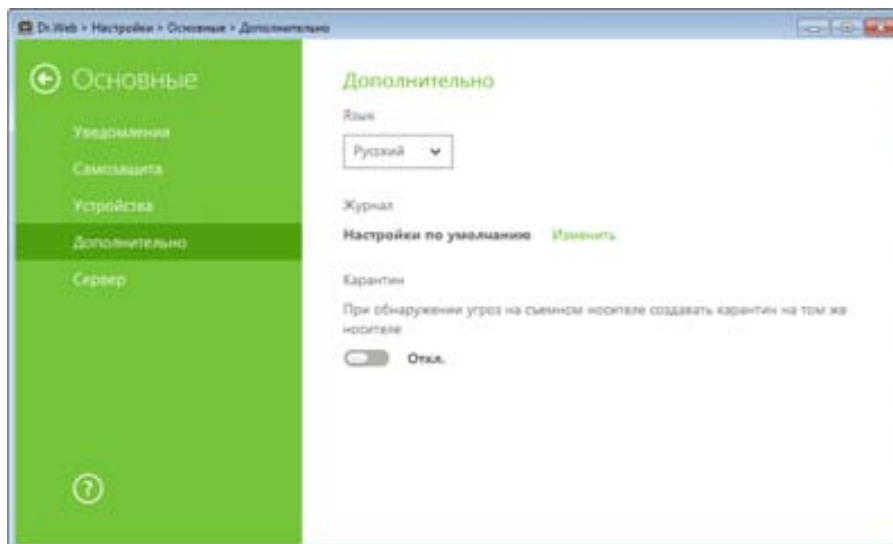 Dr.Web > Настройки > Основные > Дополнительно
Основные
Уведомления
Самозащита
Устройства
Дополнительно
Сервер
?
Дополнительно
Язык
Русский
Журнал
Настройки по умолчанию Изменить
Карантин
При обнаружении угроз на съемном носителе создавать карантин на том же
носителе
Откл.